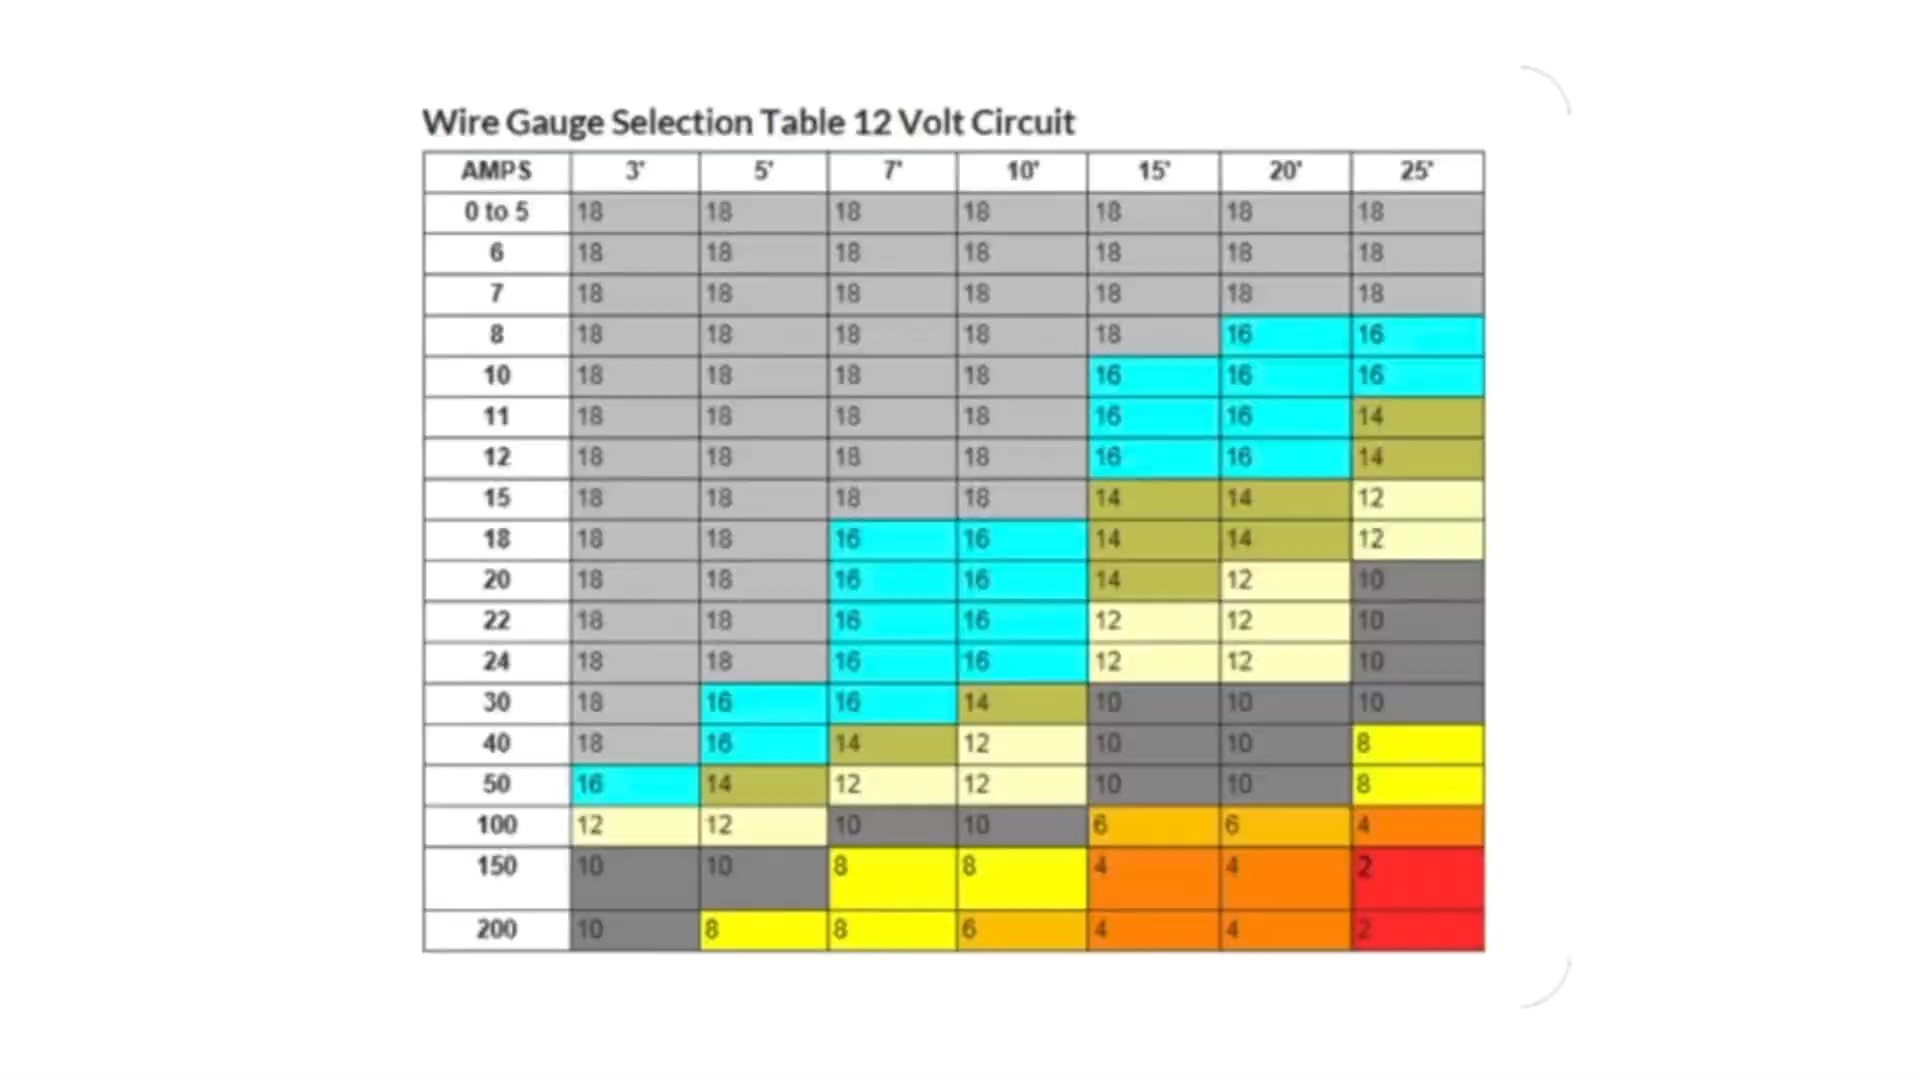 Wire Gauge Selection Table 12 Volt Circuit
AMPS 3' 5' 7' 10' 15' 20' 25'
0 to 5 18 18 18 18 18 18 18
6 18 18 18 18 18 18 18
7 18 18 18 18 18 18 18
8 18 18 18 18 18 16 16
10 18 18 18 18 16 16 16
11 18 18 18 18 16 16 14
12 18 18 18 18 16 16 14
15 18 18 18 18 14 14 12
18 18 18 16 16 14 14 12
20 18 18 16 16 14 12 10
22 18 18 16 16 12 12 10
24 18 18 16 16 12 12 10
30 18 16 16 14 10 10 10
40 18 16 14 12 10 10 8
50 16 14 12 12 10 10 8
100 12 12 10 10 6 6 4
150 10 10 8 8 4 4 2
200 10 8 8 6 4 4 2